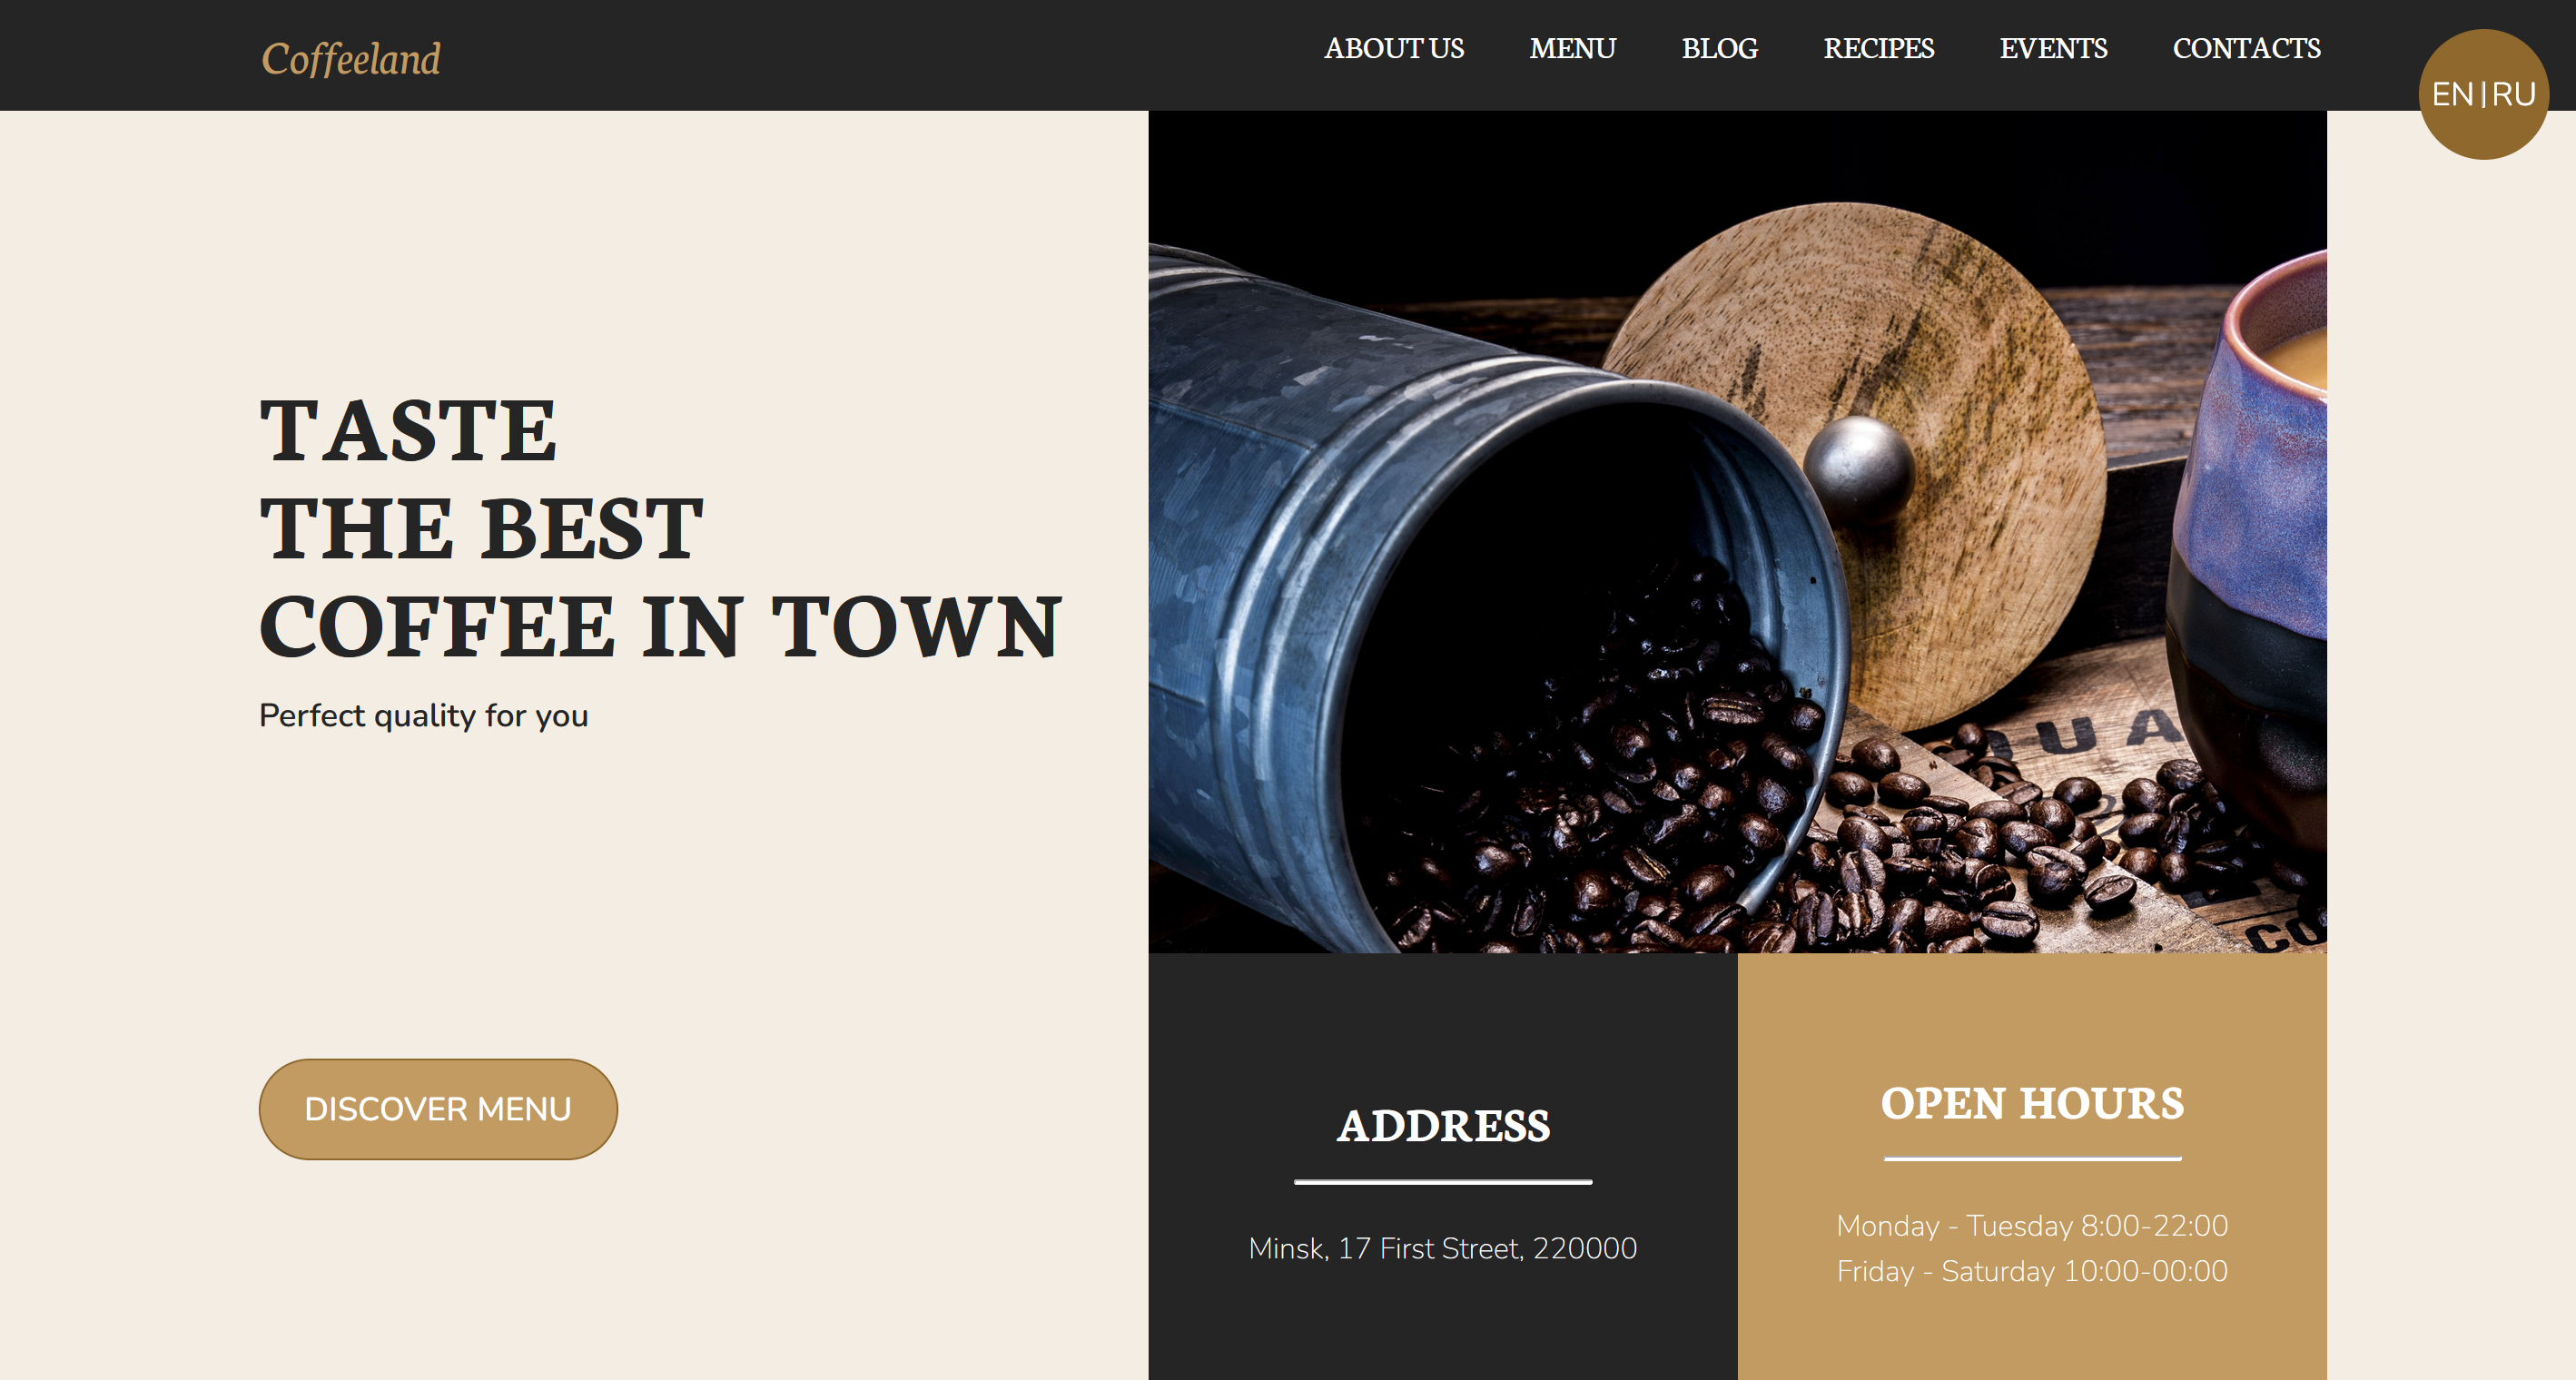 Coffeeland
ABOUT US MENU BLOG RECIPES EVENTS CONTACTS
EN|RU
TASTE
THE BEST
COFFEE IN TOWN
Perfect quality for you
DISCOVER MENU
UA
CO
ADDRESS
Minsk, 17 First Street, 220000
OPEN HOURS
Monday - Tuesday 8:00-22:00
Friday - Saturday 10:00-00:00